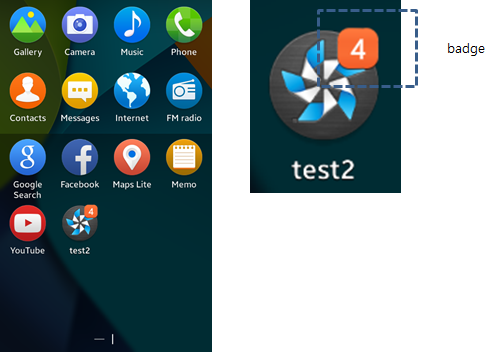 Gallery
Camera
Music
Phone
Contacts
Messages
Internet
FM radio
g
Google
Search
f
Facebook
Maps Lite
Memo
YouTube
4
test2
4
test2
badge